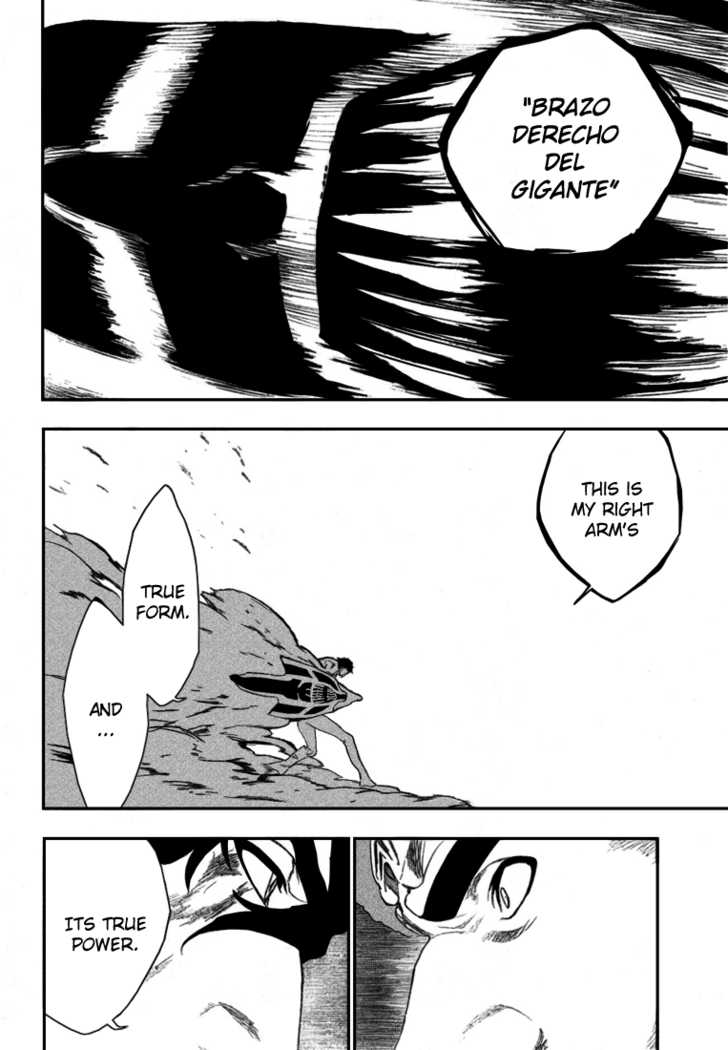 "BRAZO
DERECHO
DEL
GIGANTE"
THIS IS
MY RIGHT
ARM'S
TRUE
FORM.
AND
...
ITS TRUE
POWER.